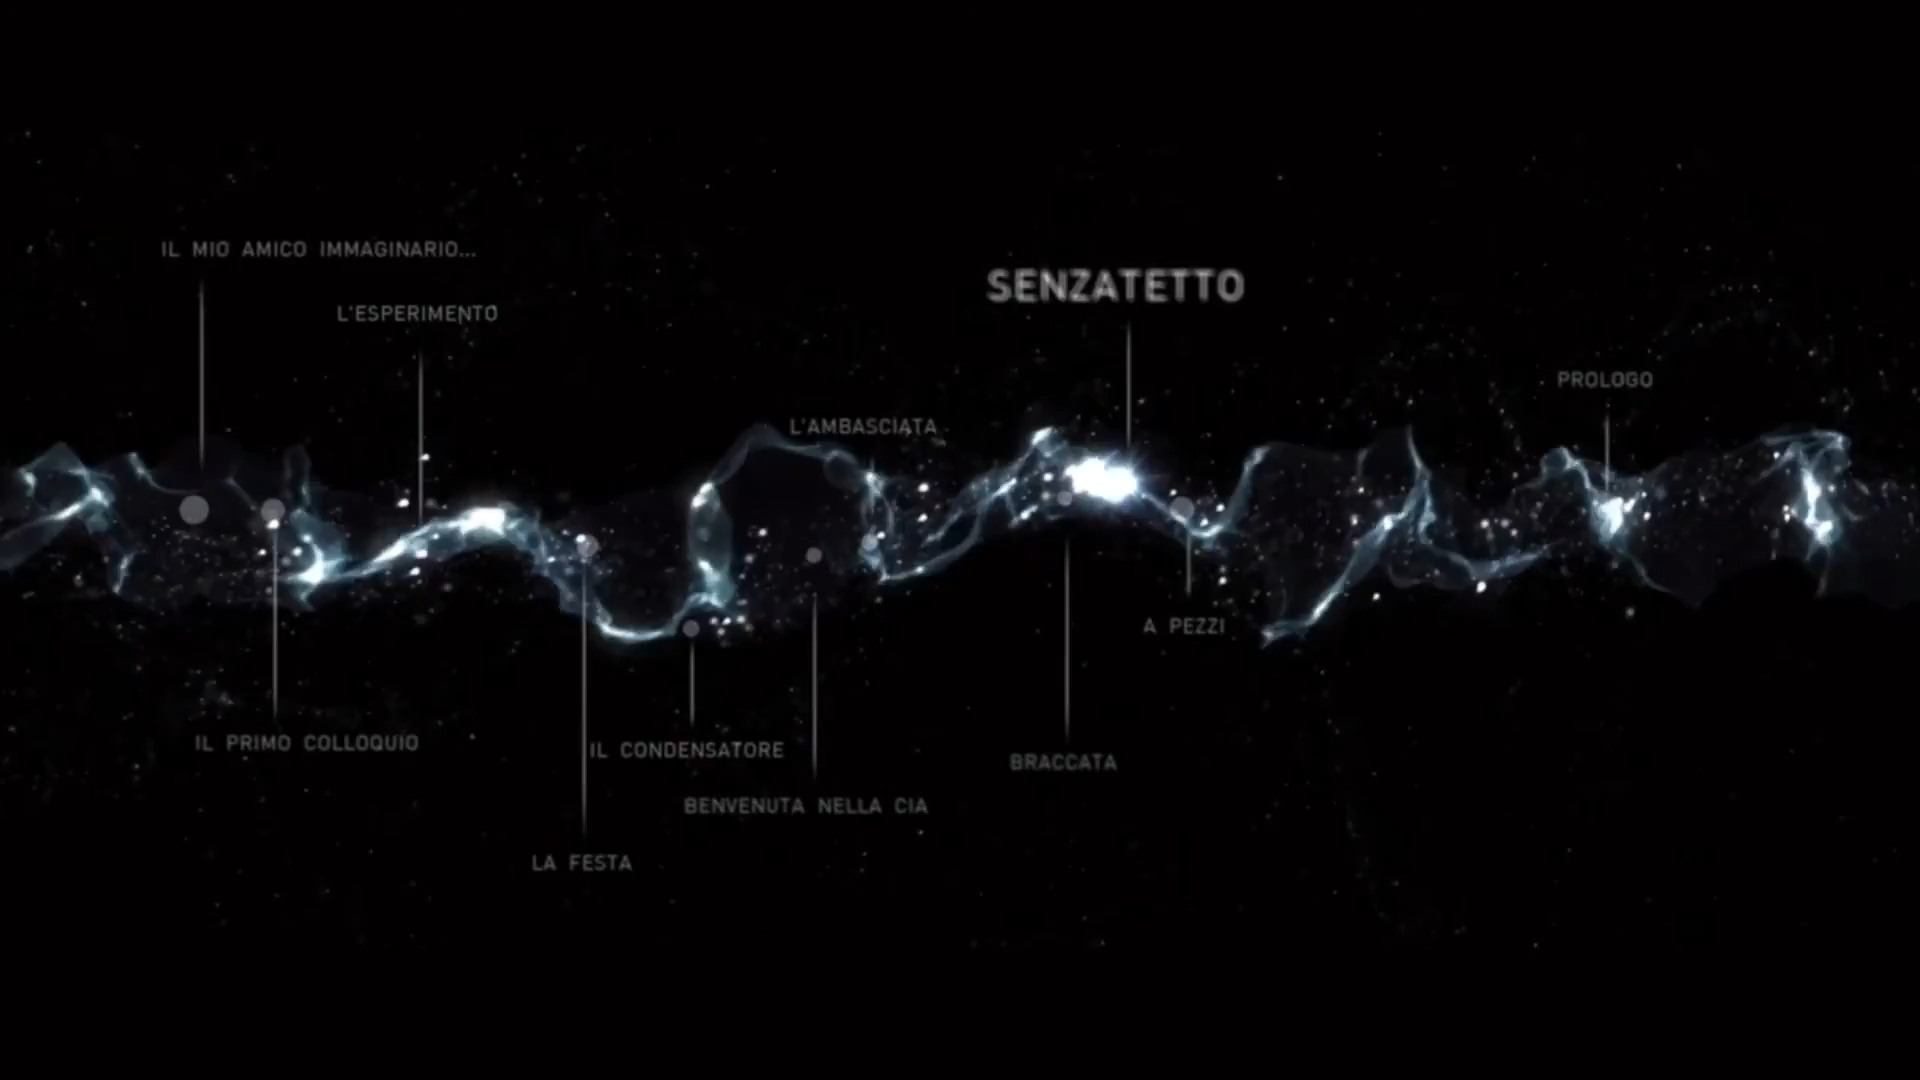 IL MIO AMICO IMMAGINARIO...
L'ESPERIMENTO
SENZATETTO
PROLOGO
L'AMBASCIATA
A PEZZI
IL PRIMO COLLOQUIO
IL CONDENSATORE
BRACCATA
BENVENUTA NELLA CIA
LA FESTA